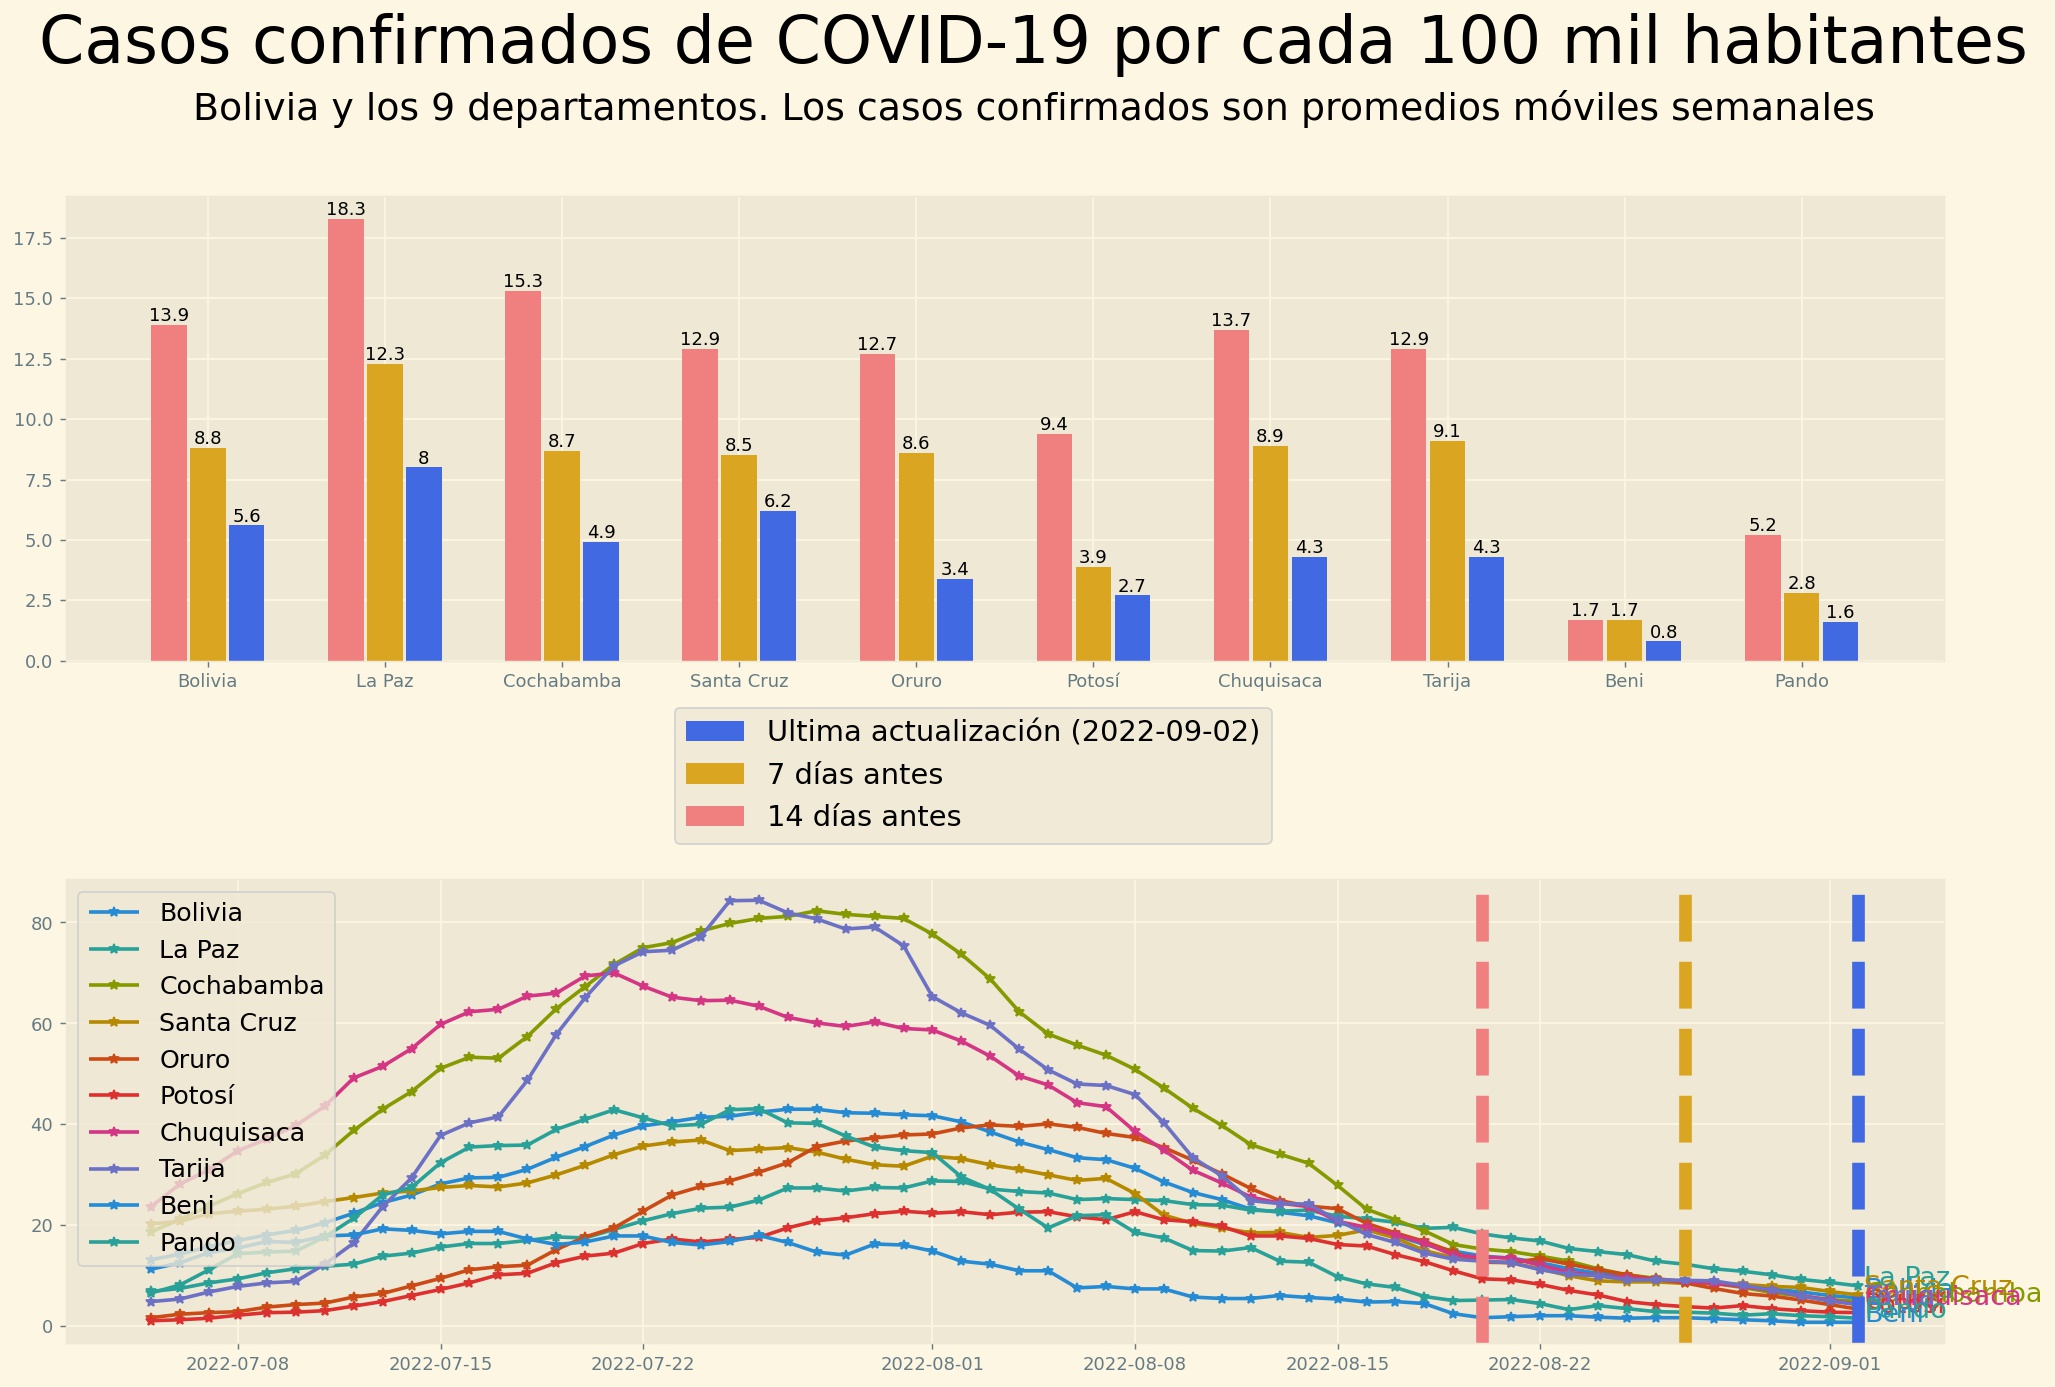 Casos confirmados de COVID-19 por cada 100 mil habitantes
Bolivia y los 9 departamentos. Los casos confirmados son promedios móviles semanales
17.5
15.0
12.5
10.0
7.5
5.0
2.5
0.0
13.9 8.8 5.6
18.3 12.3 8
15.3 8.7 4.9
12.9 8.5 6.2
12.7 8.6 3.4
9.4 3.9 2.7
13.7 8.9 4.3
12.9 9.1 4.3
1.7 1.7 0.8
5.2 2.8 1.6
Bolivia La Paz Cochabamba Santa Cruz Oruro Potosí Chuquisaca Tarija Beni Pando
Ultima actualización (2022-09-02)
7 días antes
14 días antes
80
60
40
20
0
Bolivia
La Paz
Cochabamba
Santa Cruz
Oruro
Potosí
Chuquisaca
Tarija
Beni
Pando
La Paz
Santa Cruz
Beni
2022-07-08 2022-07-15 2022-07-22 2022-08-01 2022-08-08 2022-08-15 2022-08-22 2022-09-01